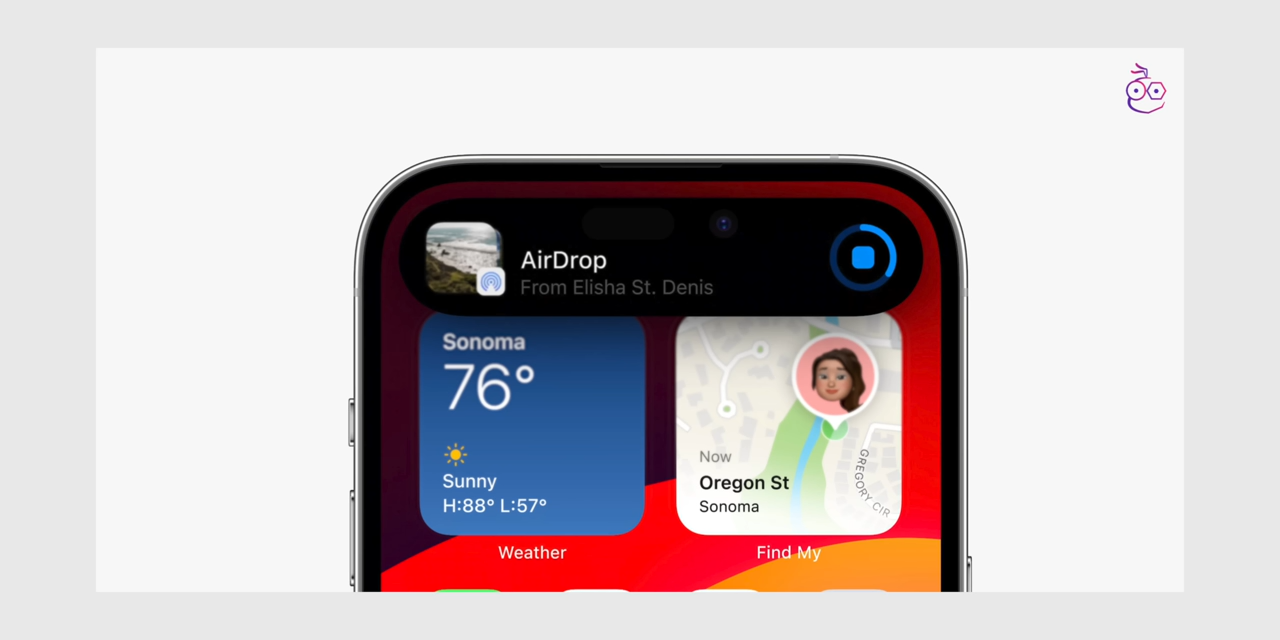 AirDrop
From Elisha St. Denis
Sonoma
76°
Sunny
H:88° L:57°
Weather
Now
Oregon St
Sonoma
GREGORY CIR
Find My